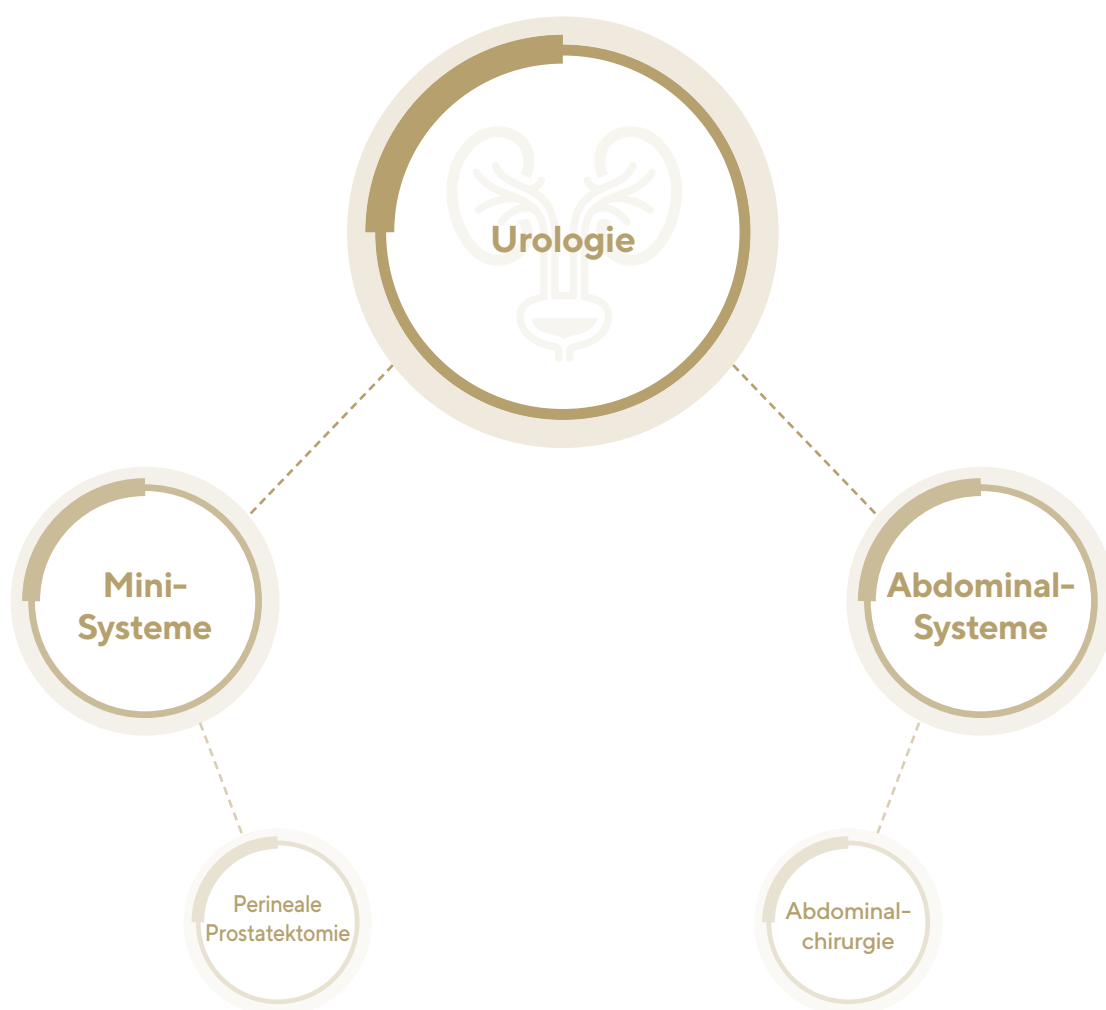 Urologie
Mini-
Systeme
Abdominal-
Systeme
Perineale
Prostatektomie
Abdominal-
chirurgie